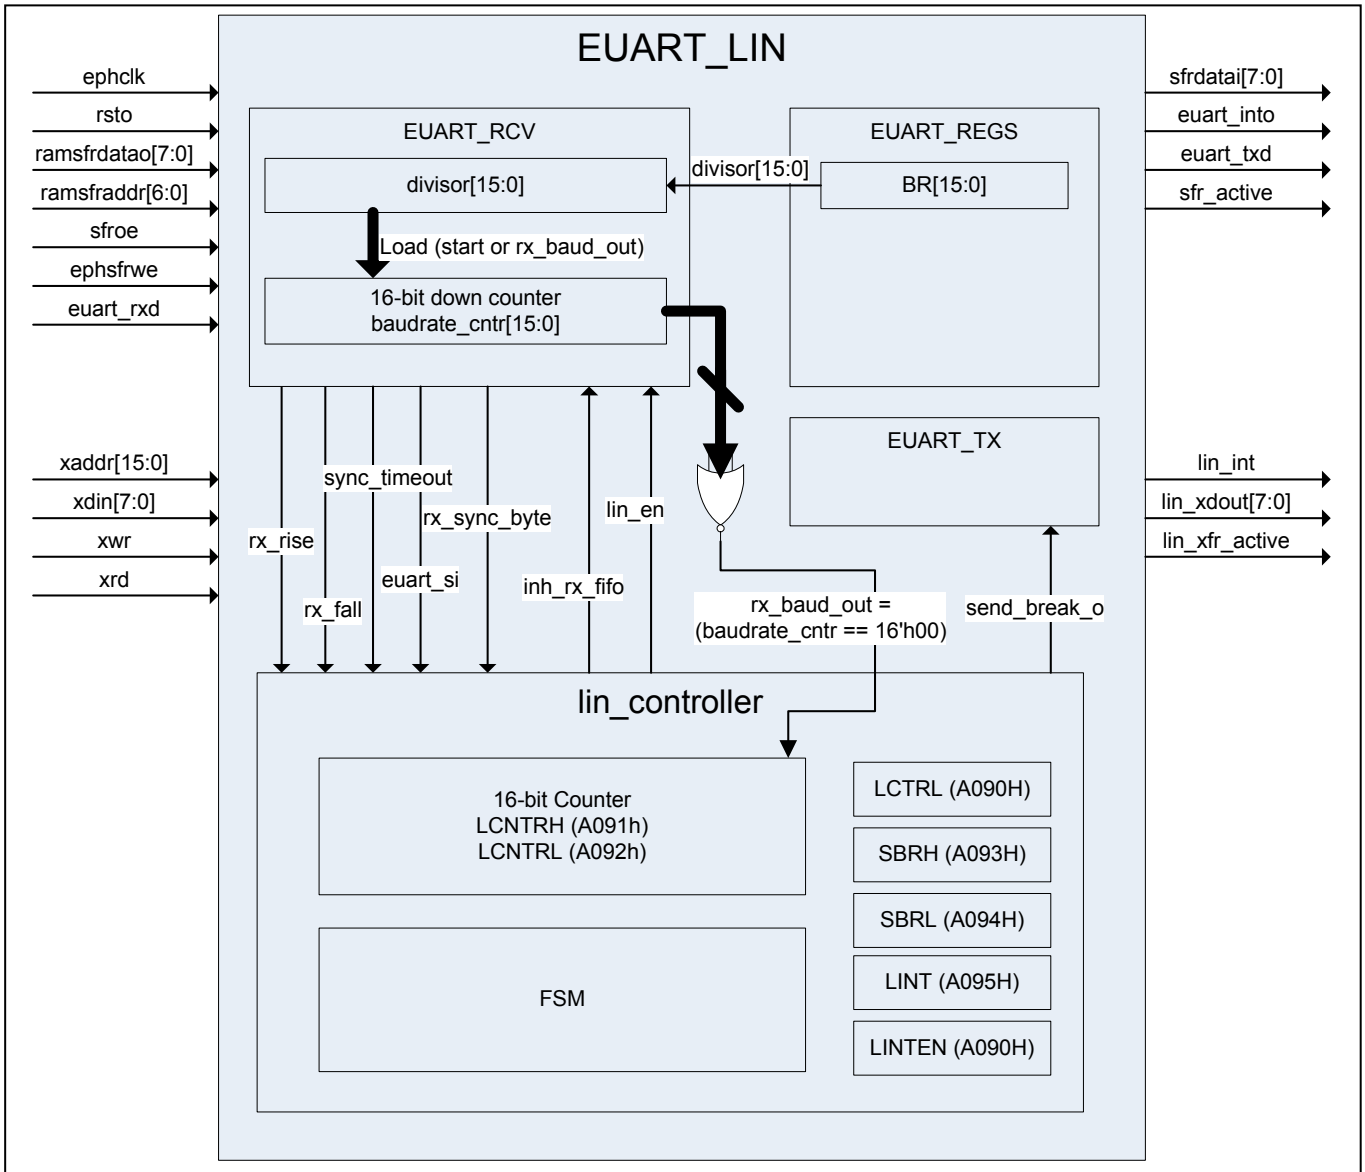 EUART_LIN
ephclk
rsto
ramsfrdatao[7:0]
ramsfraddr[6:0]
sfroe
ephsfrwe
euart_rxd
xaddr[15:0]
xdin[7:0]
xwr
xrd
EUART_RCV
divisor[15:0]
Load (start or rx_baud_out)
16-bit down counter
baudrate_cntr[15:0]
divisor[15:0]
EUART_REGS
BR[15:0]
EUART_TX
sfrdatai[7:0]
euart_into
euart_txd
sfr_active
lin_int
lin_xdout[7:0]
lin_xfr_active
rx_rise
rx_fall
sync_timeout
euart_si
rx_sync_byte
inh_rx_fifo
lin_en
rx_baud_out =
(baudrate_cntr == 16'h00)
send_break_o
lin_controller
16-bit Counter
LCNTRH (A091h)
LCNTRL (A092h)
FSM
LCTRL (A090H)
SBRH (A093H)
SBRL (A094H)
LINT (A095H)
LINTEN (A090H)